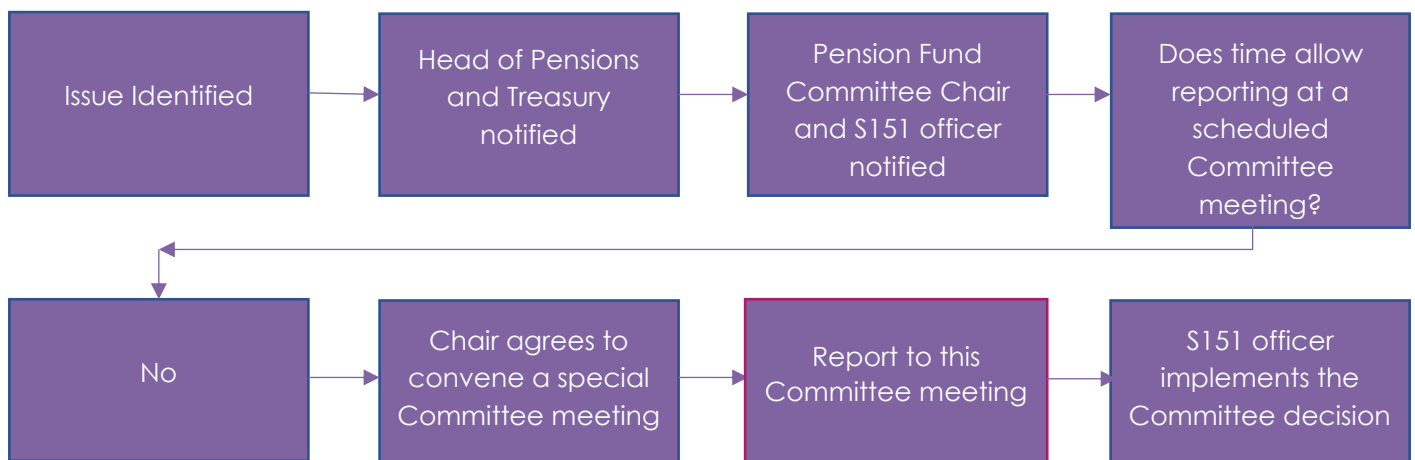 Issue Identified
Head of Pensions
and Treasury
notified
Pension Fund
Committee Chair
and S151 officer
notified
Does time allow
reporting at a
scheduled
Committee
meeting?
No
Chair agrees to
convene a special
Committee meeting
Report to this
Committee meeting
S151 officer
implements the
Committee decision